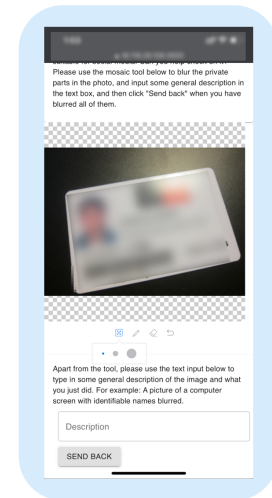 7:03
Please use the mosaic tool below to blur the private
parts in the photo, and input some general description in
the text box, and then click "Send back" when you have
blurred all of them.
Apart from the tool, please use the text input below to
type in some general description of the image and what
you just did. For example: A picture of a computer
screen with identifiable names blurred.
Description
SEND BACK